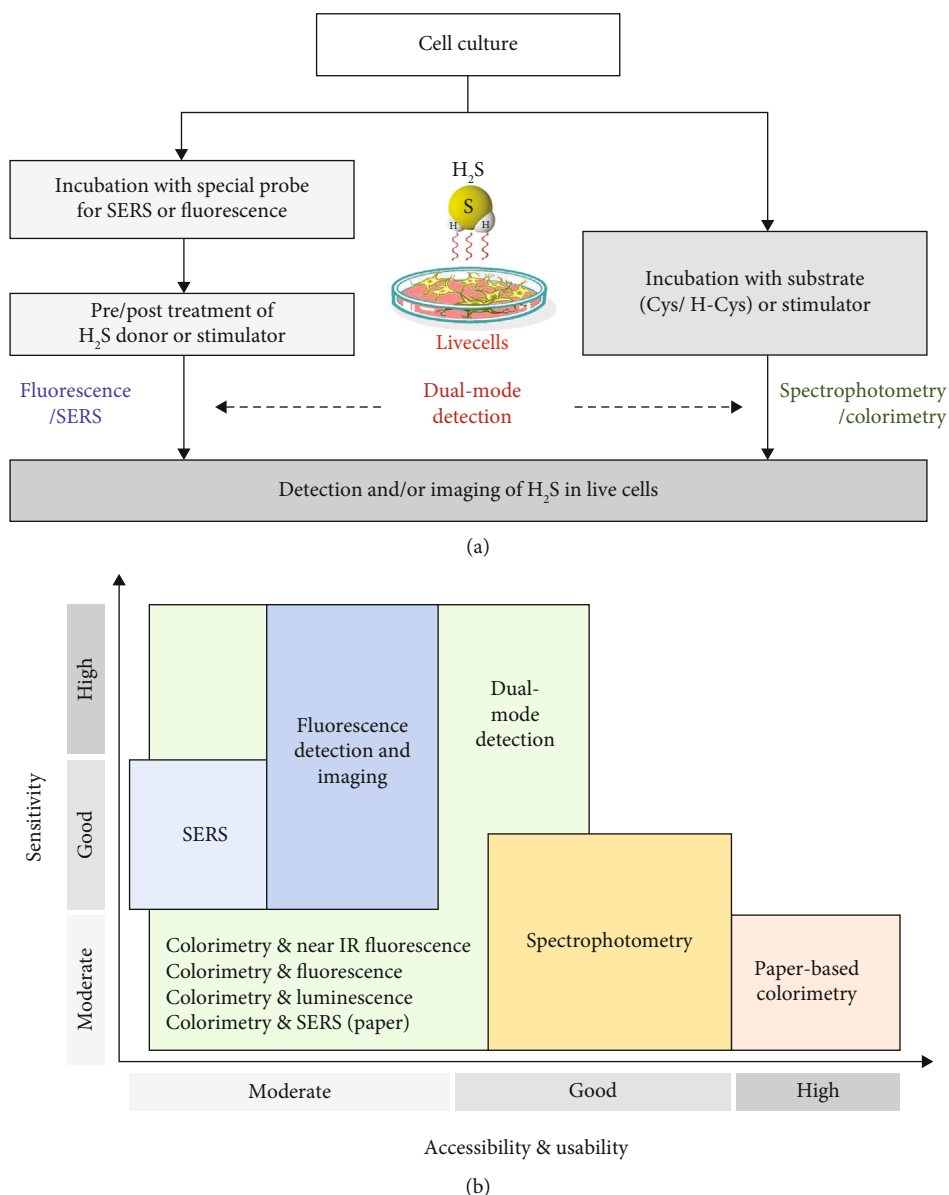 Cell culture
Incubation with special probe
for SERS or fluorescence
H₂S
S
H H
Incubation with substrate
(Cys/ H-Cys) or stimulator
Pre/post treatment of
H₂S donor or stimulator
Livecells
Fluorescence
/SERS
Dual-mode
detection
Spectrophotometry
/colorimetry
Detection and/or imaging of H₂S in live cells
(a)
Sensitivity
High
Good
Moderate
Dual-
mode
detection
Fluorescence
detection and
imaging
SERS
Colorimetry & near IR fluorescence
Colorimetry & fluorescence
Colorimetry & luminescence
Colorimetry & SERS (paper)
Spectrophotometry
Paper-based
colorimetry
Moderate
Good
High
Accessibility & usability
(b)